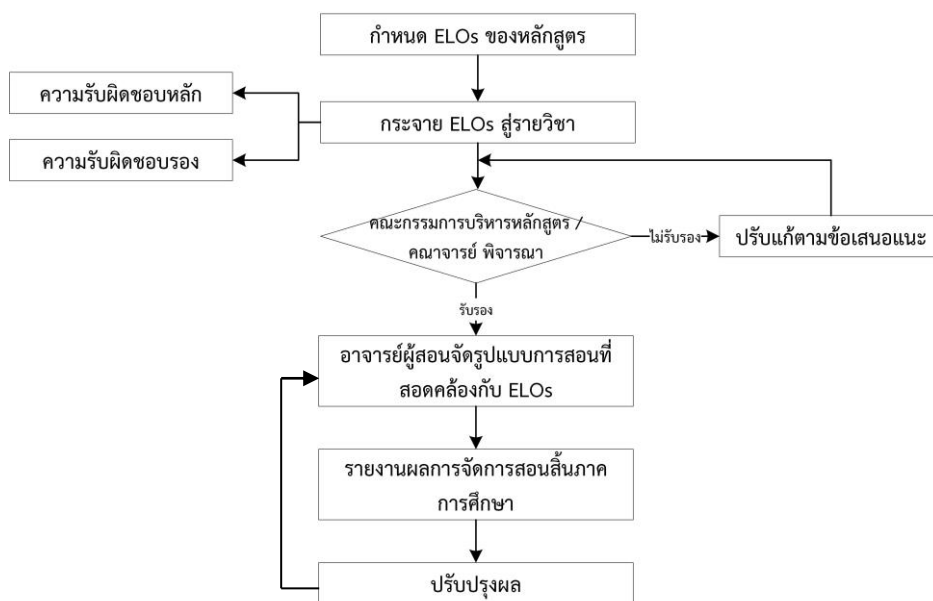 กำหนด ELOs ของหลักสูตร
ความรับผิดชอบหลัก
กระจาย ELOs สู่รายวิชา
ความรับผิดชอบรอง
คณะกรรมการบริหารหลักสูตร /
คณาจารย์ พิจารณา
ไม่รับรอง
ปรับแก้ตามข้อเสนอแนะ
รับรอง
อาจารย์ผู้สอนจัดรูปแบบการสอนที่
สอดคล้องกับ ELOs
รายงานผลการจัดการสอนสิ้นภาค
การศึกษา
ปรับปรุงผล